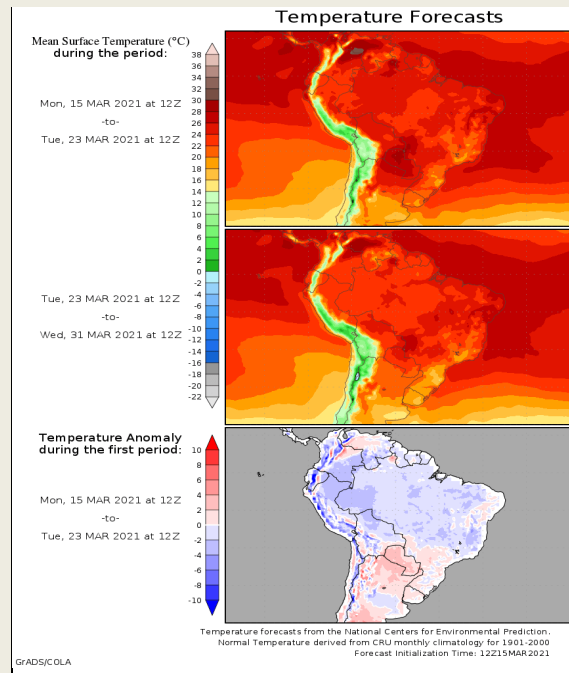 Temperature Forecasts
Mean Surface Temperature (°C)
during the period:
Mon, 15 MAR 2021 at 12Z
-to-
Tue, 23 MAR 2021 at 12Z
38
36
34
32
30
28
26
24
22
20
18
16
14
12
10
8
6
4
2
0
-2
-4
-6
-8
-10
-12
-14
-16
-18
-20
-22
Tue, 23 MAR 2021 at 12Z
-to-
Wed, 31 MAR 2021 at 12Z
Temperature Anomaly
during the first period:
Mon, 15 MAR 2021 at 12Z
-to-
Tue, 23 MAR 2021 at 12Z
10
8
6
4
2
0
-2
-4
-6
-8
-10
Temperature forecasts from the National Centers for Environmental Prediction.
Normal Temperature derived from CRU monthly climatology for 1901-2000
Forecast Initialization Time: 12Z15MAR2021
GrADS/COLA